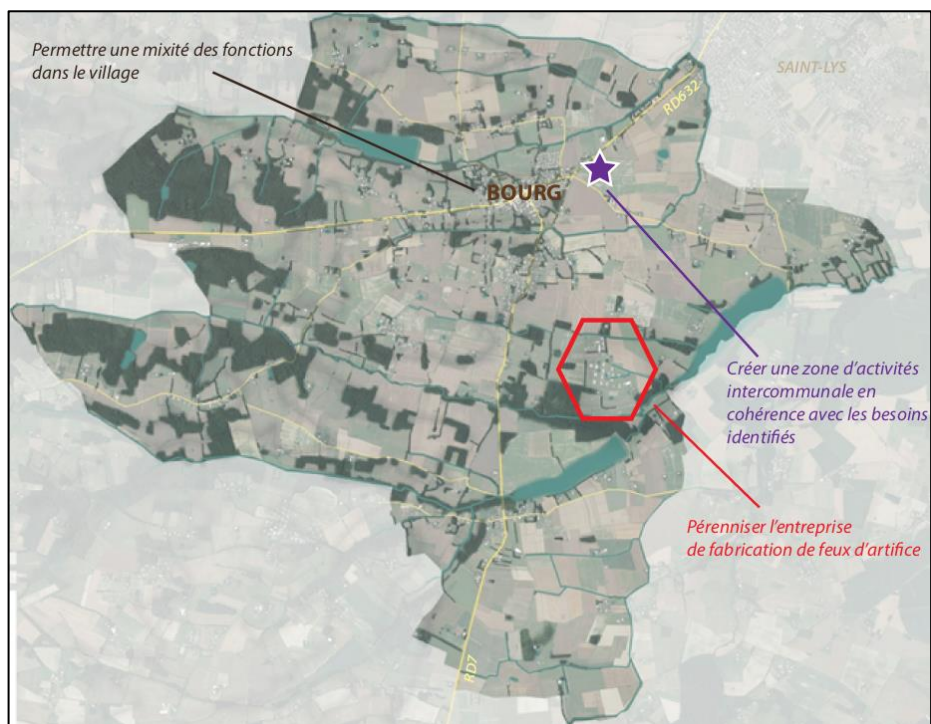 Permettre une mixité des fonctions
dans le village
SAINT-LYS
RD632
BOURG
Créer une zone d'activités
intercommunale en
cohérence avec les besoins
identifiés
Pérenniser l'entreprise
de fabrication de feux d'artifice
RD7